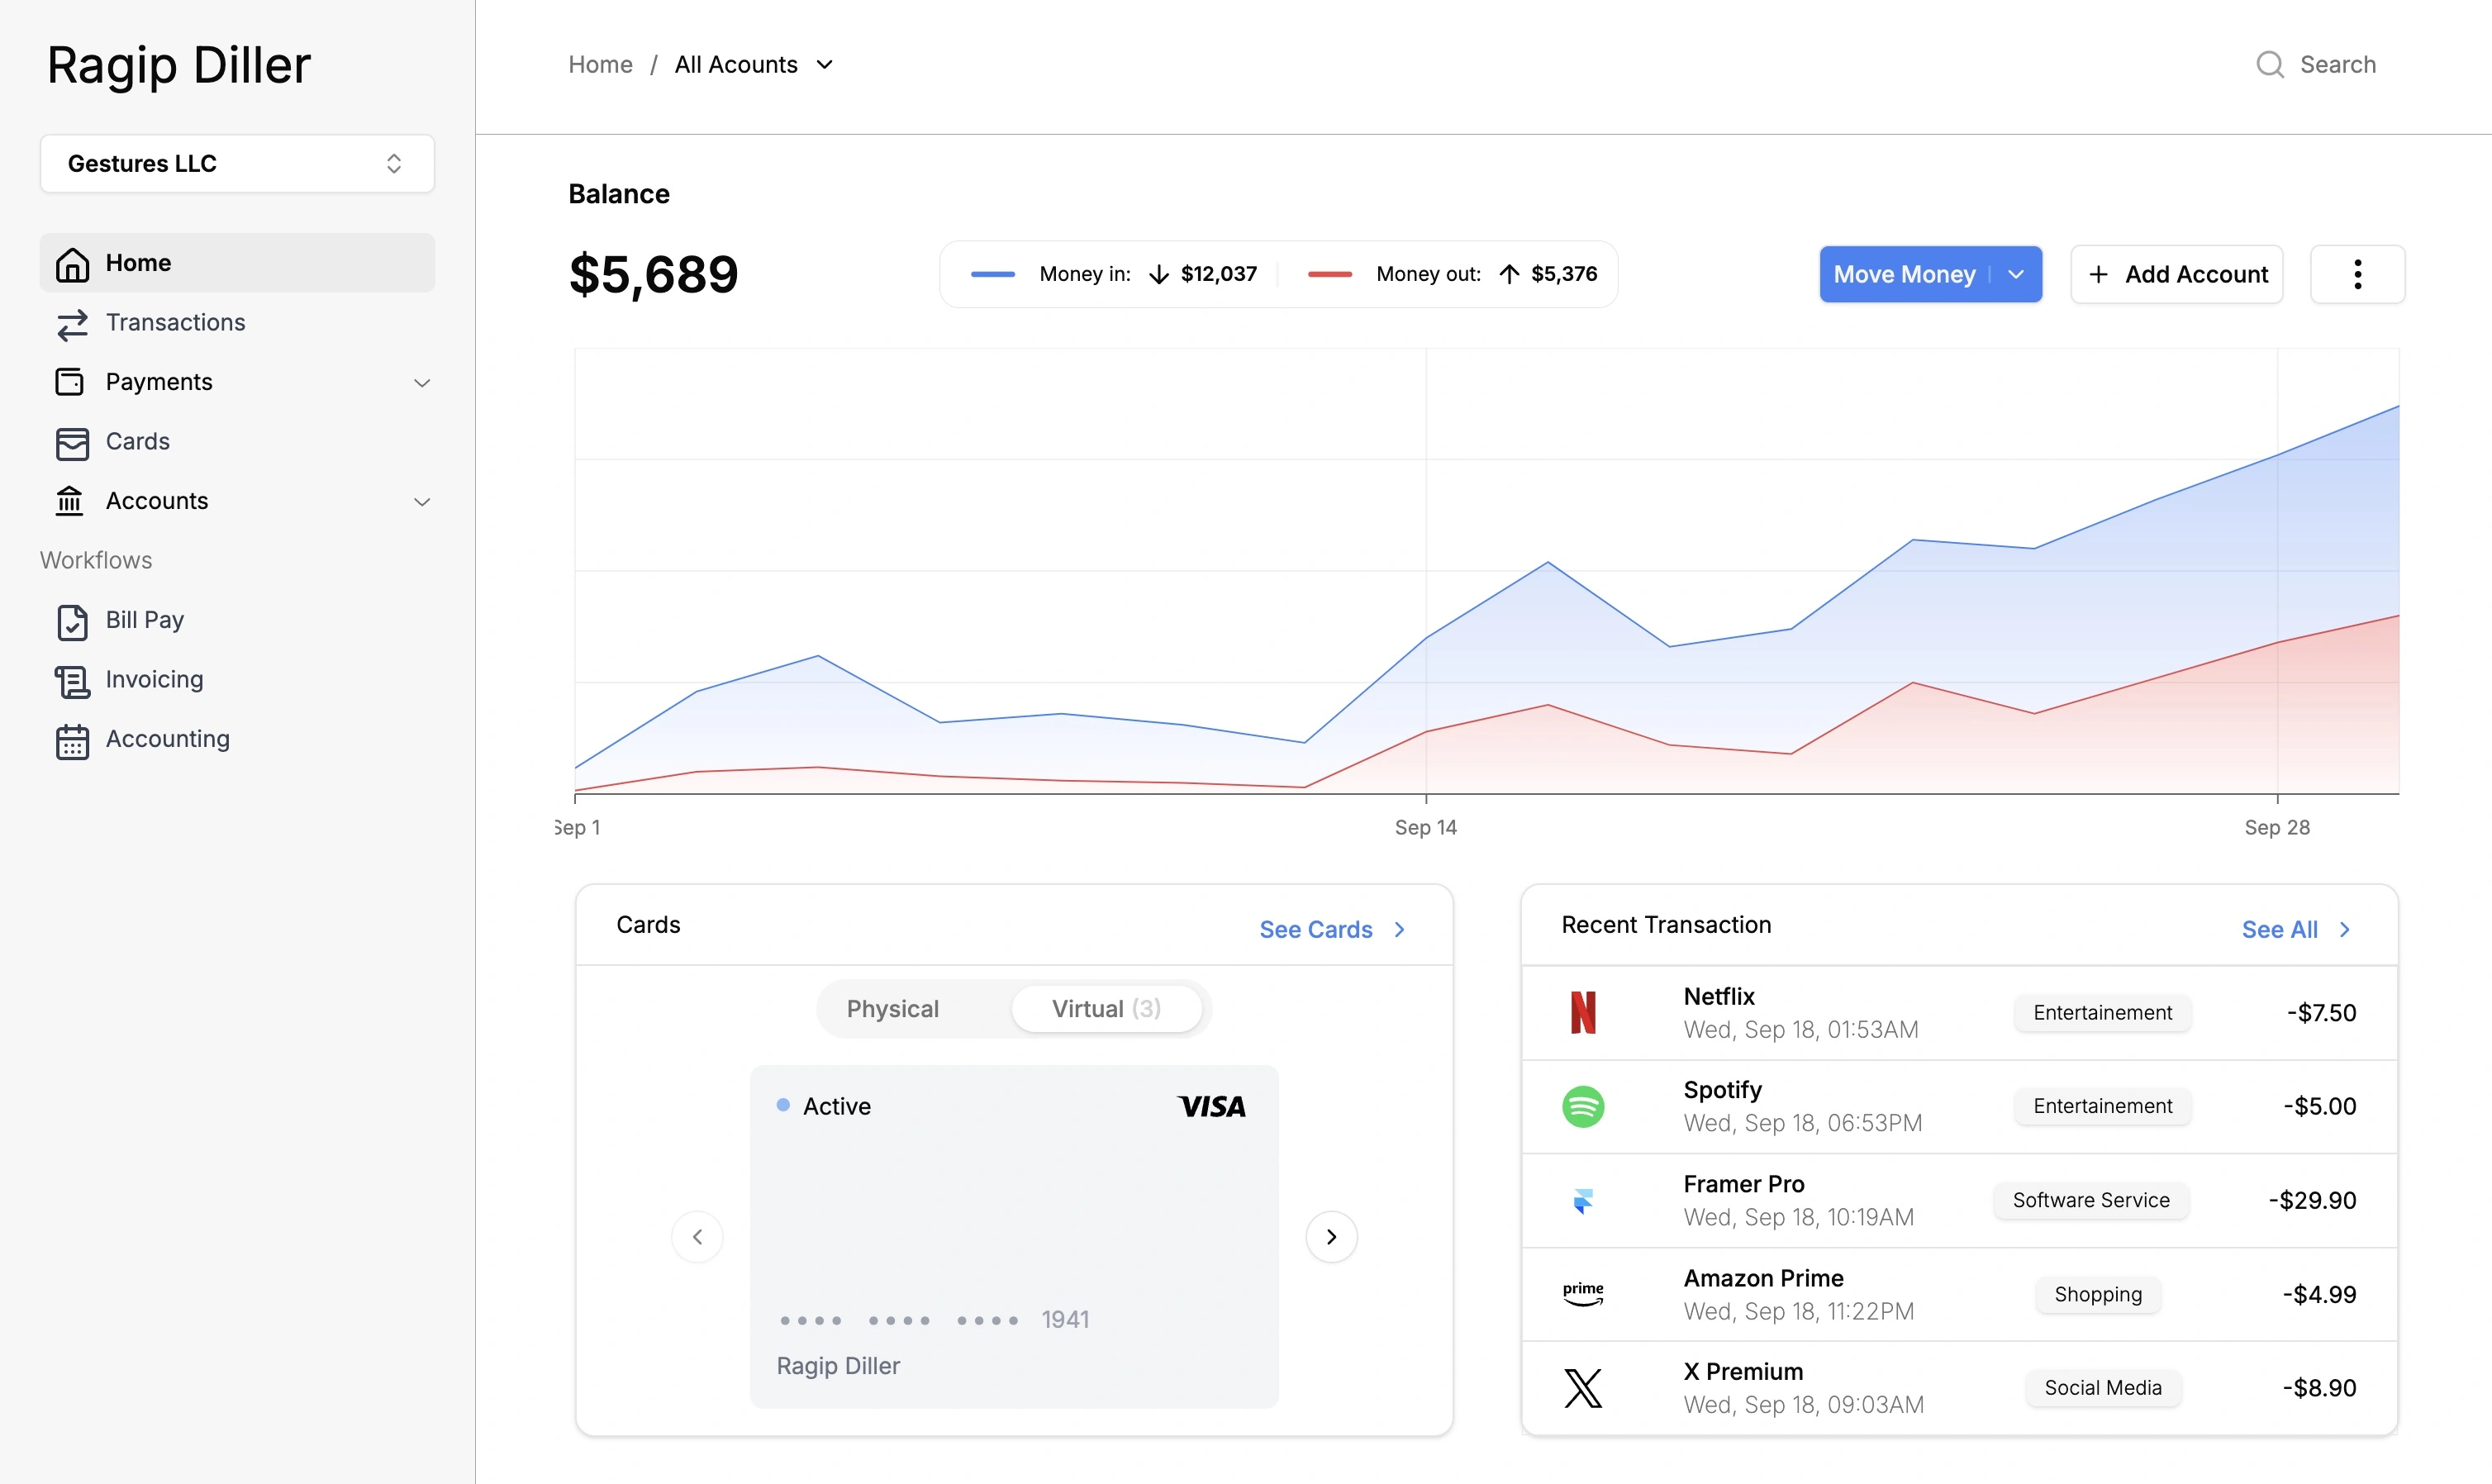 Ragip Diller
Gestures LLC
Home
Transactions
Payments
Cards
Accounts
Workflows
Bill Pay
Invoicing
Accounting
Home / All Acounts
Search
Balance
$5,689
Money in: ↓ $12,037
Money out: ↑ $5,376
Move Money
+ Add Account
Sep 1
Sep 14
Sep 28
Cards
See Cards
Physical
Virtual (3)
Active
VISA
•••• •••• •••• 1941
Ragip Diller
Recent Transaction
See All
Netflix
Wed, Sep 18, 01:53AM
Entertainement
-$7.50
Spotify
Wed, Sep 18, 06:53PM
Entertainement
-$5.00
Framer Pro
Wed, Sep 18, 10:19AM
Software Service
-$29.90
prime
Amazon Prime
Wed, Sep 18, 11:22PM
Shopping
-$4.99
X Premium
Wed, Sep 18, 09:03AM
Social Media
-$8.90